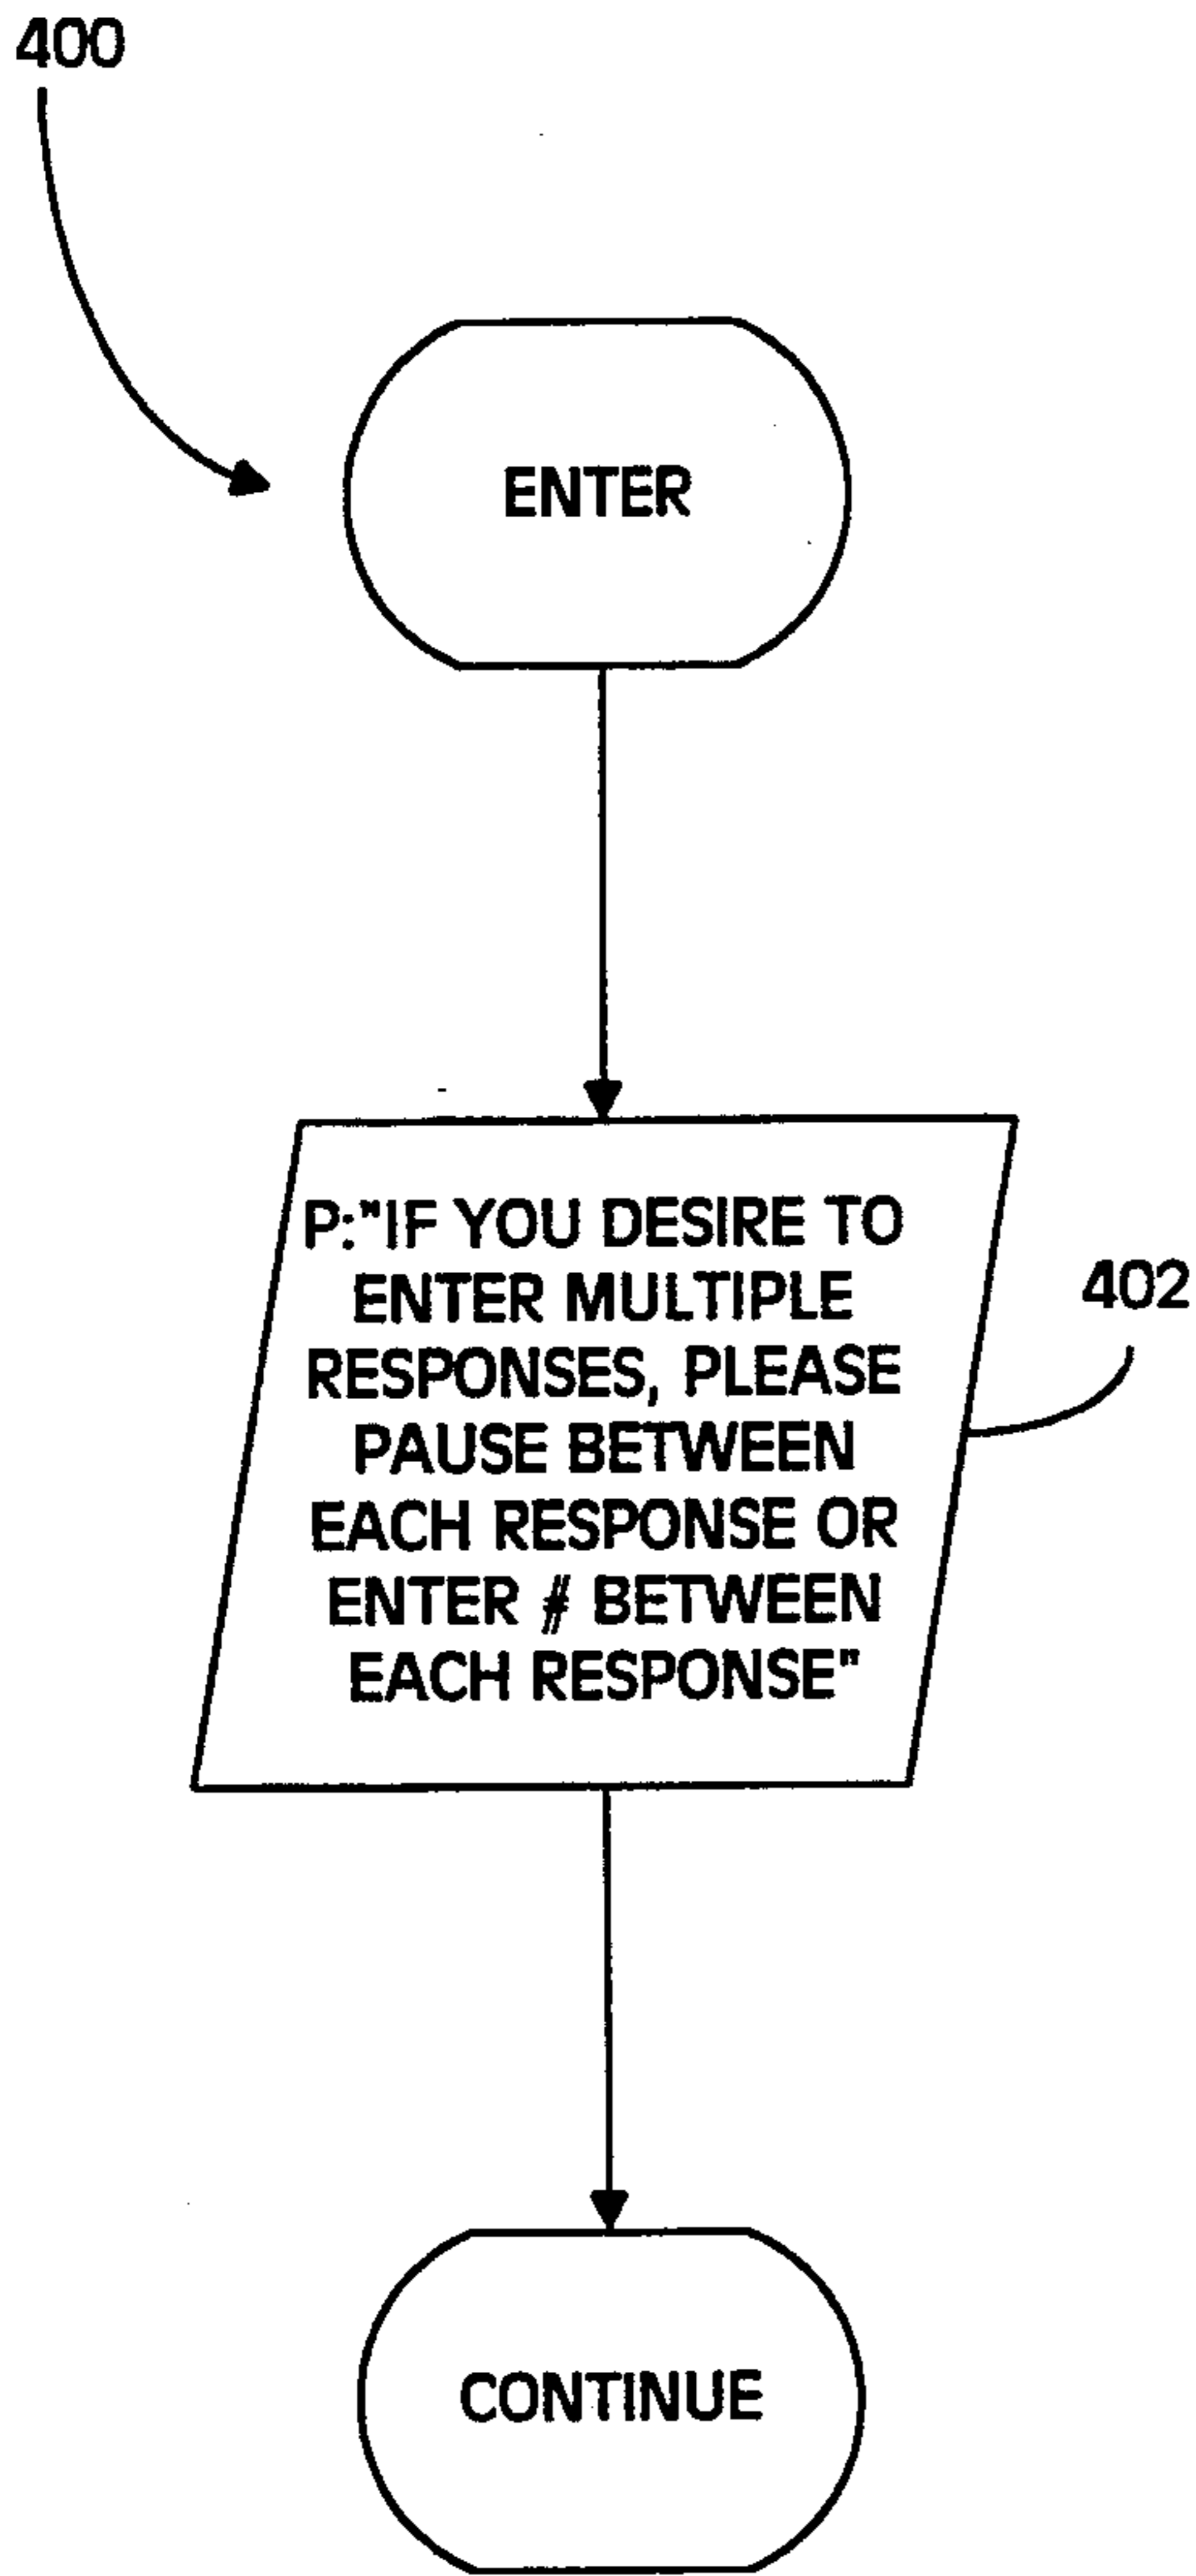 400
ENTER
P:"IF YOU DESIRE TO
ENTER MULTIPLE
RESPONSES, PLEASE
PAUSE BETWEEN
EACH RESPONSE OR
ENTER # BETWEEN
EACH RESPONSE"
402
CONTINUE